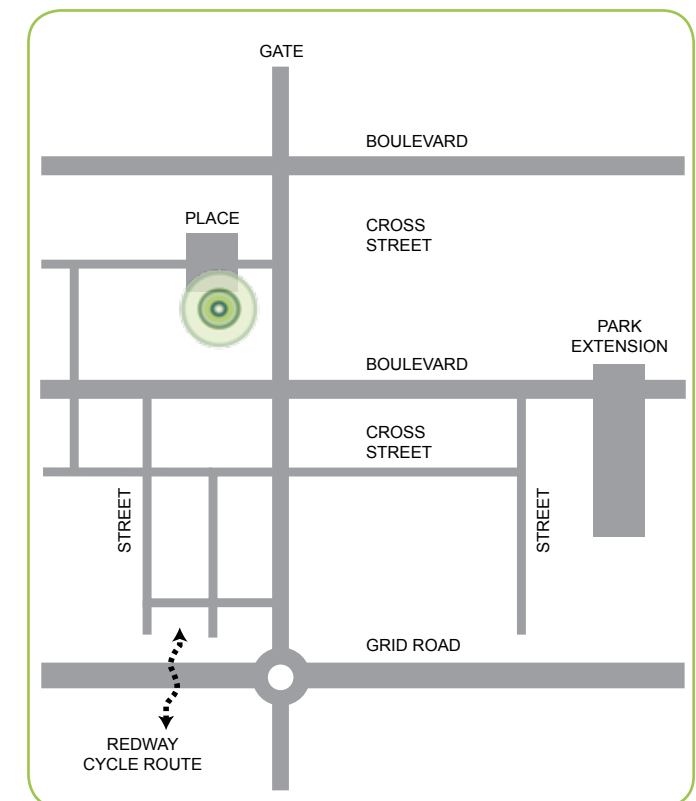 GATE
BOULEVARD
PLACE
CROSS
STREET
PARK
EXTENSION
BOULEVARD
CROSS
STREET
STREET
STREET
GRID ROAD
REDWAY
CYCLE ROUTE